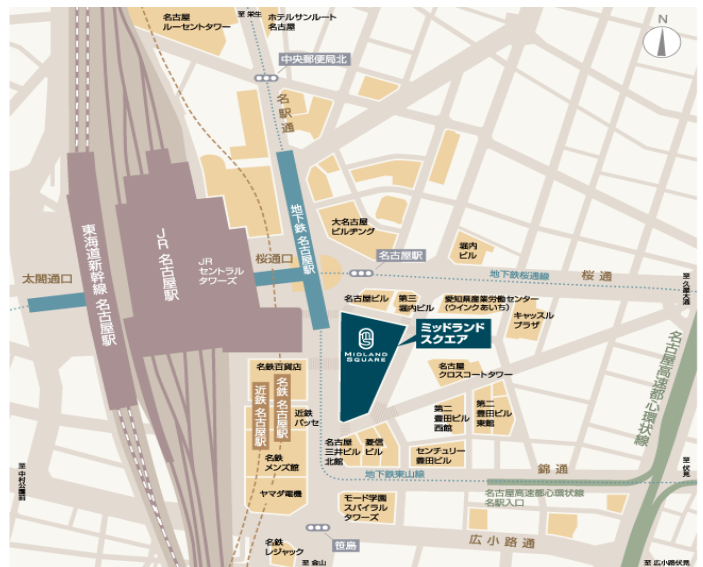 名古屋
ルーセントタワー
至 栄生
ホテルサンルート
名古屋
N
中央郵便局北
名駅通
大名古屋
ビルヂング
地下鉄 名古屋駅
名古屋駅
堀内
ビル
東海道新幹線 名古屋駅
JR 名古屋駅
JR
セントラル
タワーズ
桜通口
太閤通口
地下鉄桜通線
桜通
至 久屋大通
名古屋ビル
第三
堀内ビル
愛知県産業労働センター
(ウインクあいち)
キャッスル
プラザ
MIDLAND
SQUARE
ミッドランド
スクエア
名古屋高速都心環状線
名鉄百貨店
名古屋
クロスコートタワー
近鉄 名古屋駅
名鉄 名古屋駅
近鉄
パッセ
第二
豊田ビル
西館
第二
豊田ビル
東館
名古屋
三井ビル
北館
菱信
ビル
センチュリー
豊田ビル
名鉄
メンズ館
至 中村公園前
地下鉄東山線
錦通
至 伏見
ヤマダ電機
モード学園
スパイラル
タワーズ
名古屋高速都心環状線
名駅入口
名鉄
レジャック
笹島
広小路通
至 金山
至 広小路伏見